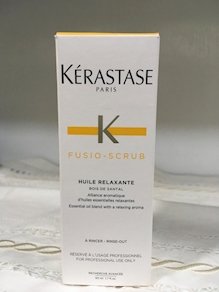 KÉRASTASE
PARIS
K
FUSIO-SCRUB
HUILE RELAXANTE
BOIS DE SANTAL
Alliance aromatique
d'huiles essentielles relaxantes
Essential oil blend with a relaxing aroma
À RINCER - RINSE-OUT
RÉSERVÉ À L'USAGE PROFESSIONNEL
FOR PROFESSIONAL USE ONLY